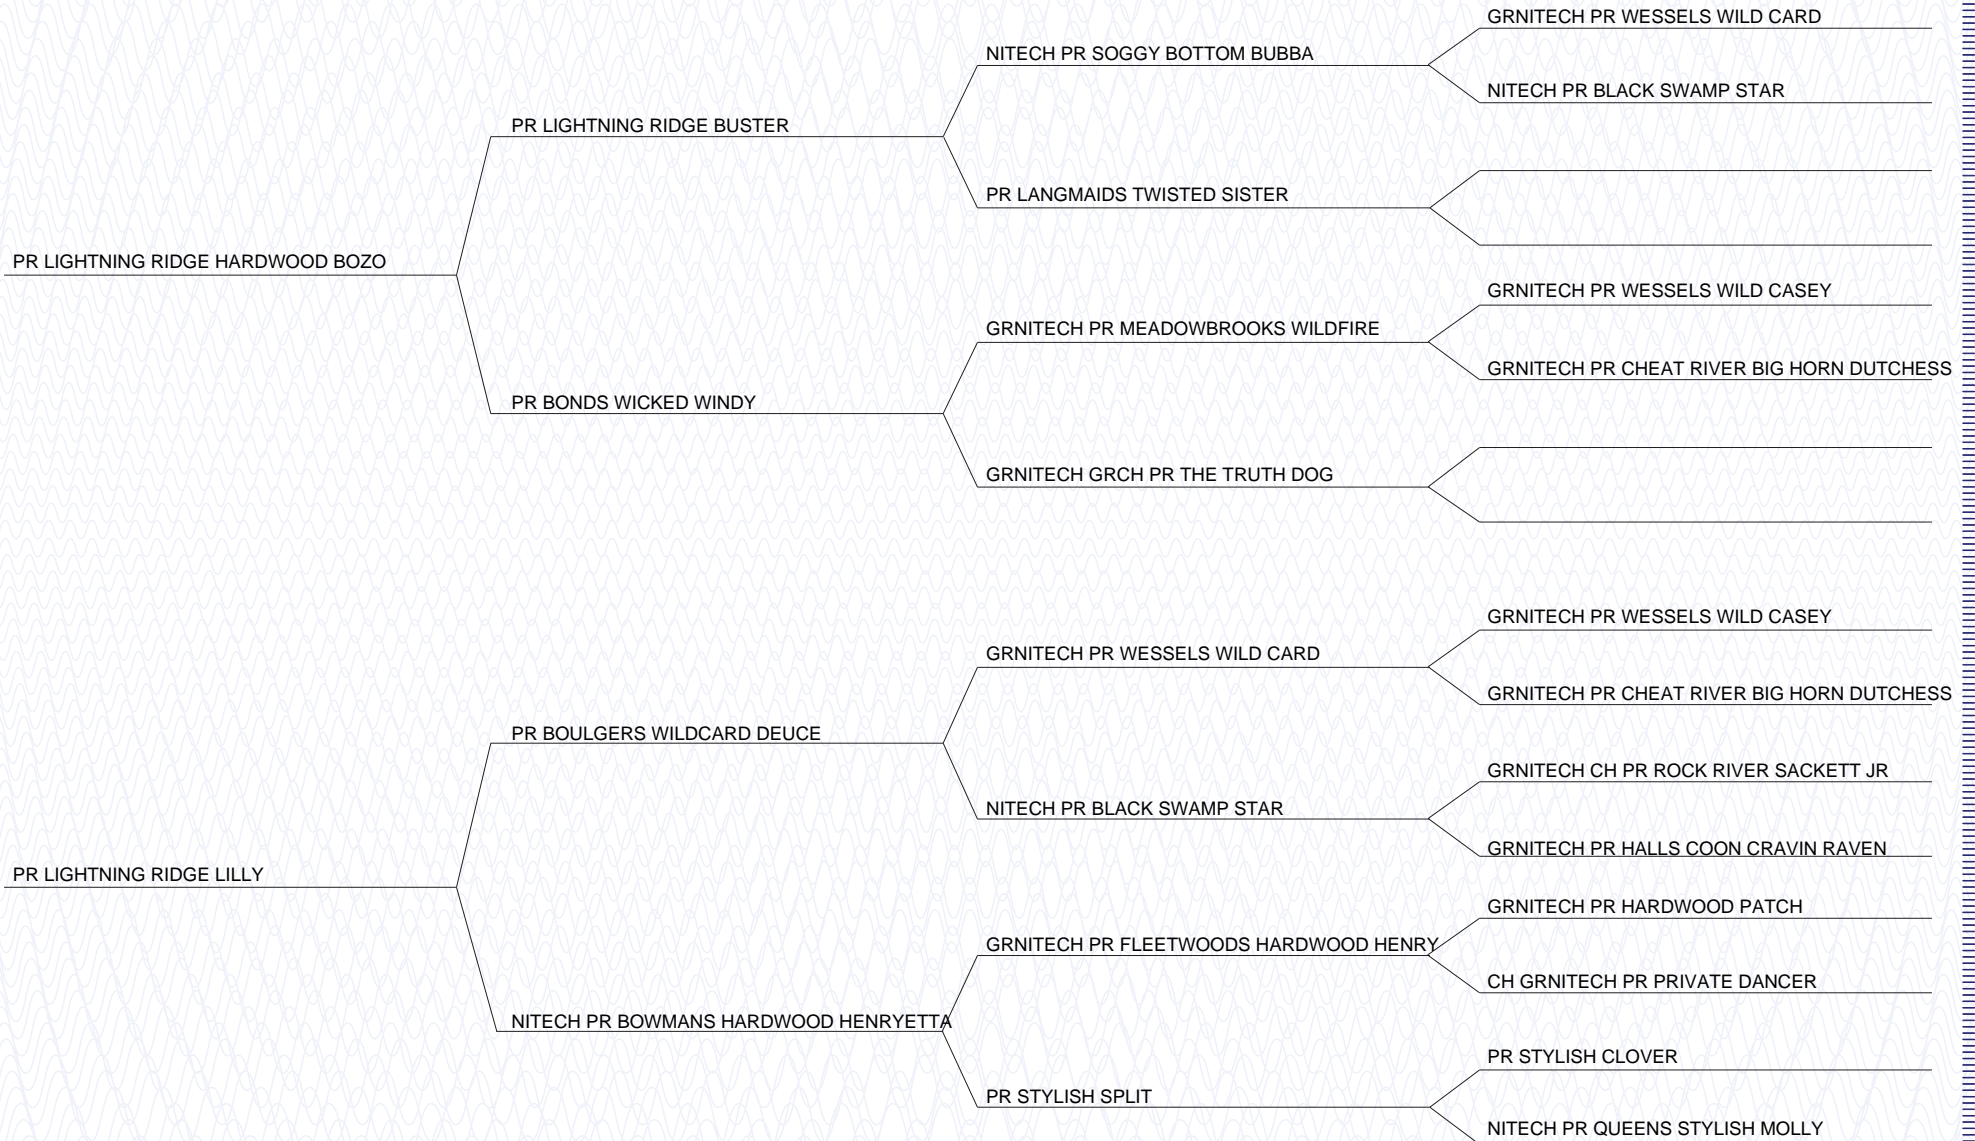 GRNITECH PR WESSELS WILD CARD
NITECH PR SOGGY BOTTOM BUBBA
NITECH PR BLACK SWAMP STAR
PR LIGHTNING RIDGE BUSTER
PR LANGMAIDS TWISTED SISTER
PR LIGHTNING RIDGE HARDWOOD BOZO
GRNITECH PR WESSELS WILD CASEY
GRNITECH PR MEADOWBROOKS WILDFIRE
GRNITECH PR CHEAT RIVER BIG HORN DUTCHESS
PR BONDS WICKED WINDY
GRNITECH GRCH PR THE TRUTH DOG
GRNITECH PR WESSELS WILD CASEY
GRNITECH PR WESSELS WILD CARD
GRNITECH PR CHEAT RIVER BIG HORN DUTCHESS
PR BOULGERS WILDCARD DEUCE
GRNITECH CH PR ROCK RIVER SACKETT JR
NITECH PR BLACK SWAMP STAR
GRNITECH PR HALLS COON CRAVIN RAVEN
PR LIGHTNING RIDGE LILLY
GRNITECH PR HARDWOOD PATCH
GRNITECH PR FLEETWOODS HARDWOOD HENRY
CH GRNITECH PR PRIVATE DANCER
NITECH PR BOWMANS HARDWOOD HENRYETTA
PR STYLISH CLOVER
PR STYLISH SPLIT
NITECH PR QUEENS STYLISH MOLLY